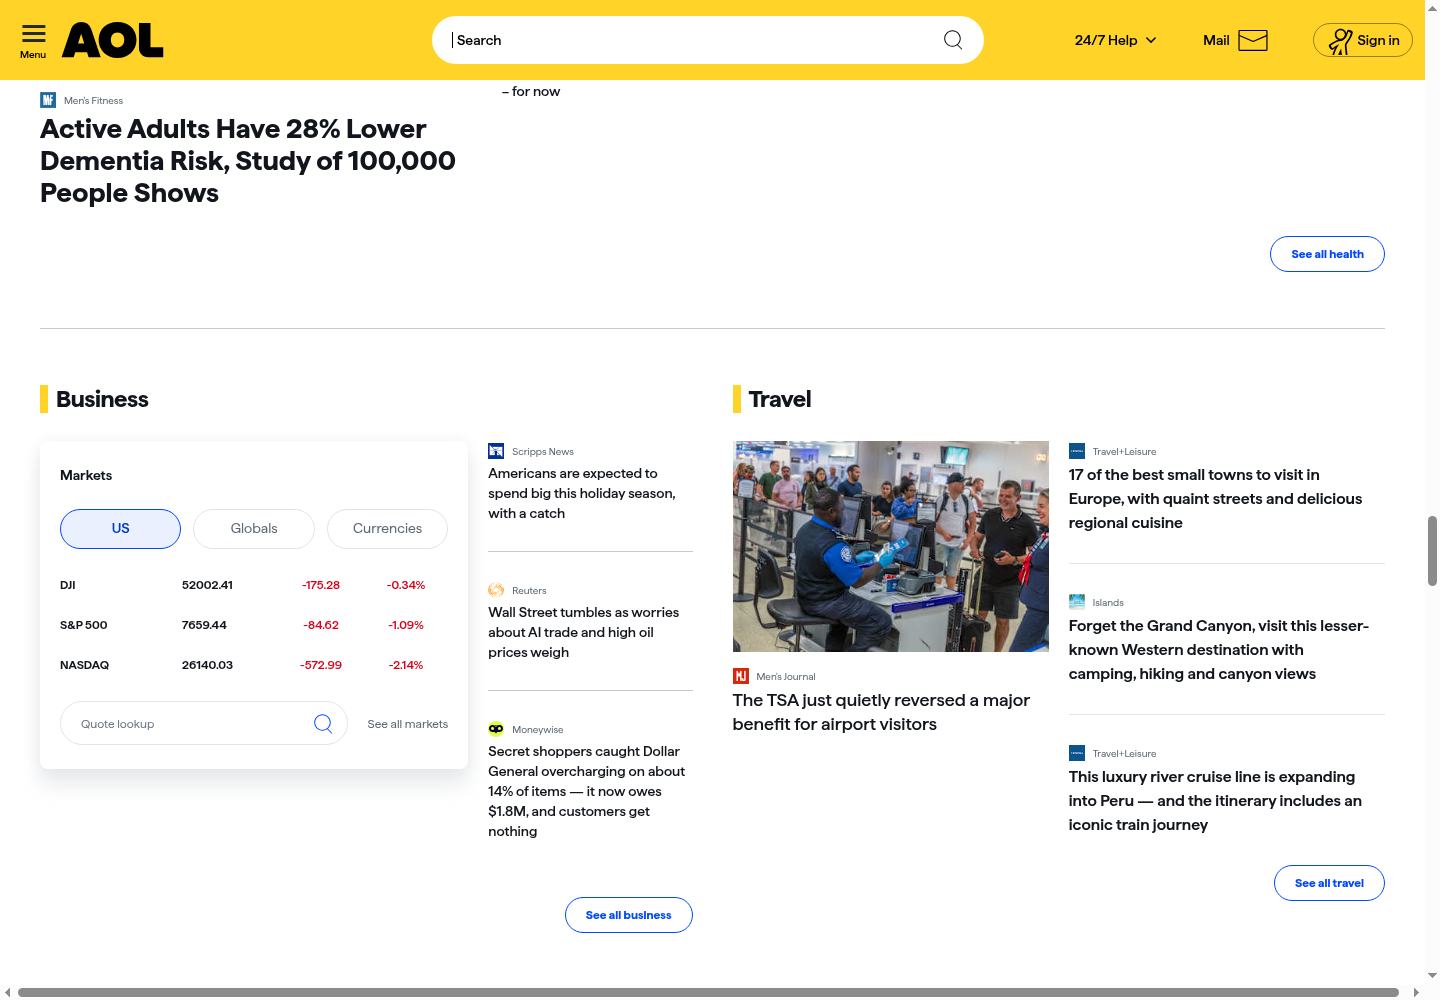 Menu
AOL
Search
24/7 Help
Mail
Sign in
Men's Fitness
Active Adults Have 28% Lower
Dementia Risk, Study of 100,000
People Shows
– for now
See all health
Business
Markets
US
Globals
Currencies
DJI 52002.41 -175.28 -0.34%
S&P 500 7659.44 -84.62 -1.09%
NASDAQ 26140.03 -572.99 -2.14%
Quote lookup
See all markets
Scripps News
Americans are expected to
spend big this holiday season,
with a catch
Reuters
Wall Street tumbles as worries
about AI trade and high oil
prices weigh
Moneywise
Secret shoppers caught Dollar
General overcharging on about
14% of items — it now owes
$1.8M, and customers get
nothing
See all business
Travel
Men's Journal
The TSA just quietly reversed a major
benefit for airport visitors
Travel+Leisure
17 of the best small towns to visit in
Europe, with quaint streets and delicious
regional cuisine
Islands
Forget the Grand Canyon, visit this lesser-
known Western destination with
camping, hiking and canyon views
Travel+Leisure
This luxury river cruise line is expanding
into Peru — and the itinerary includes an
iconic train journey
See all travel